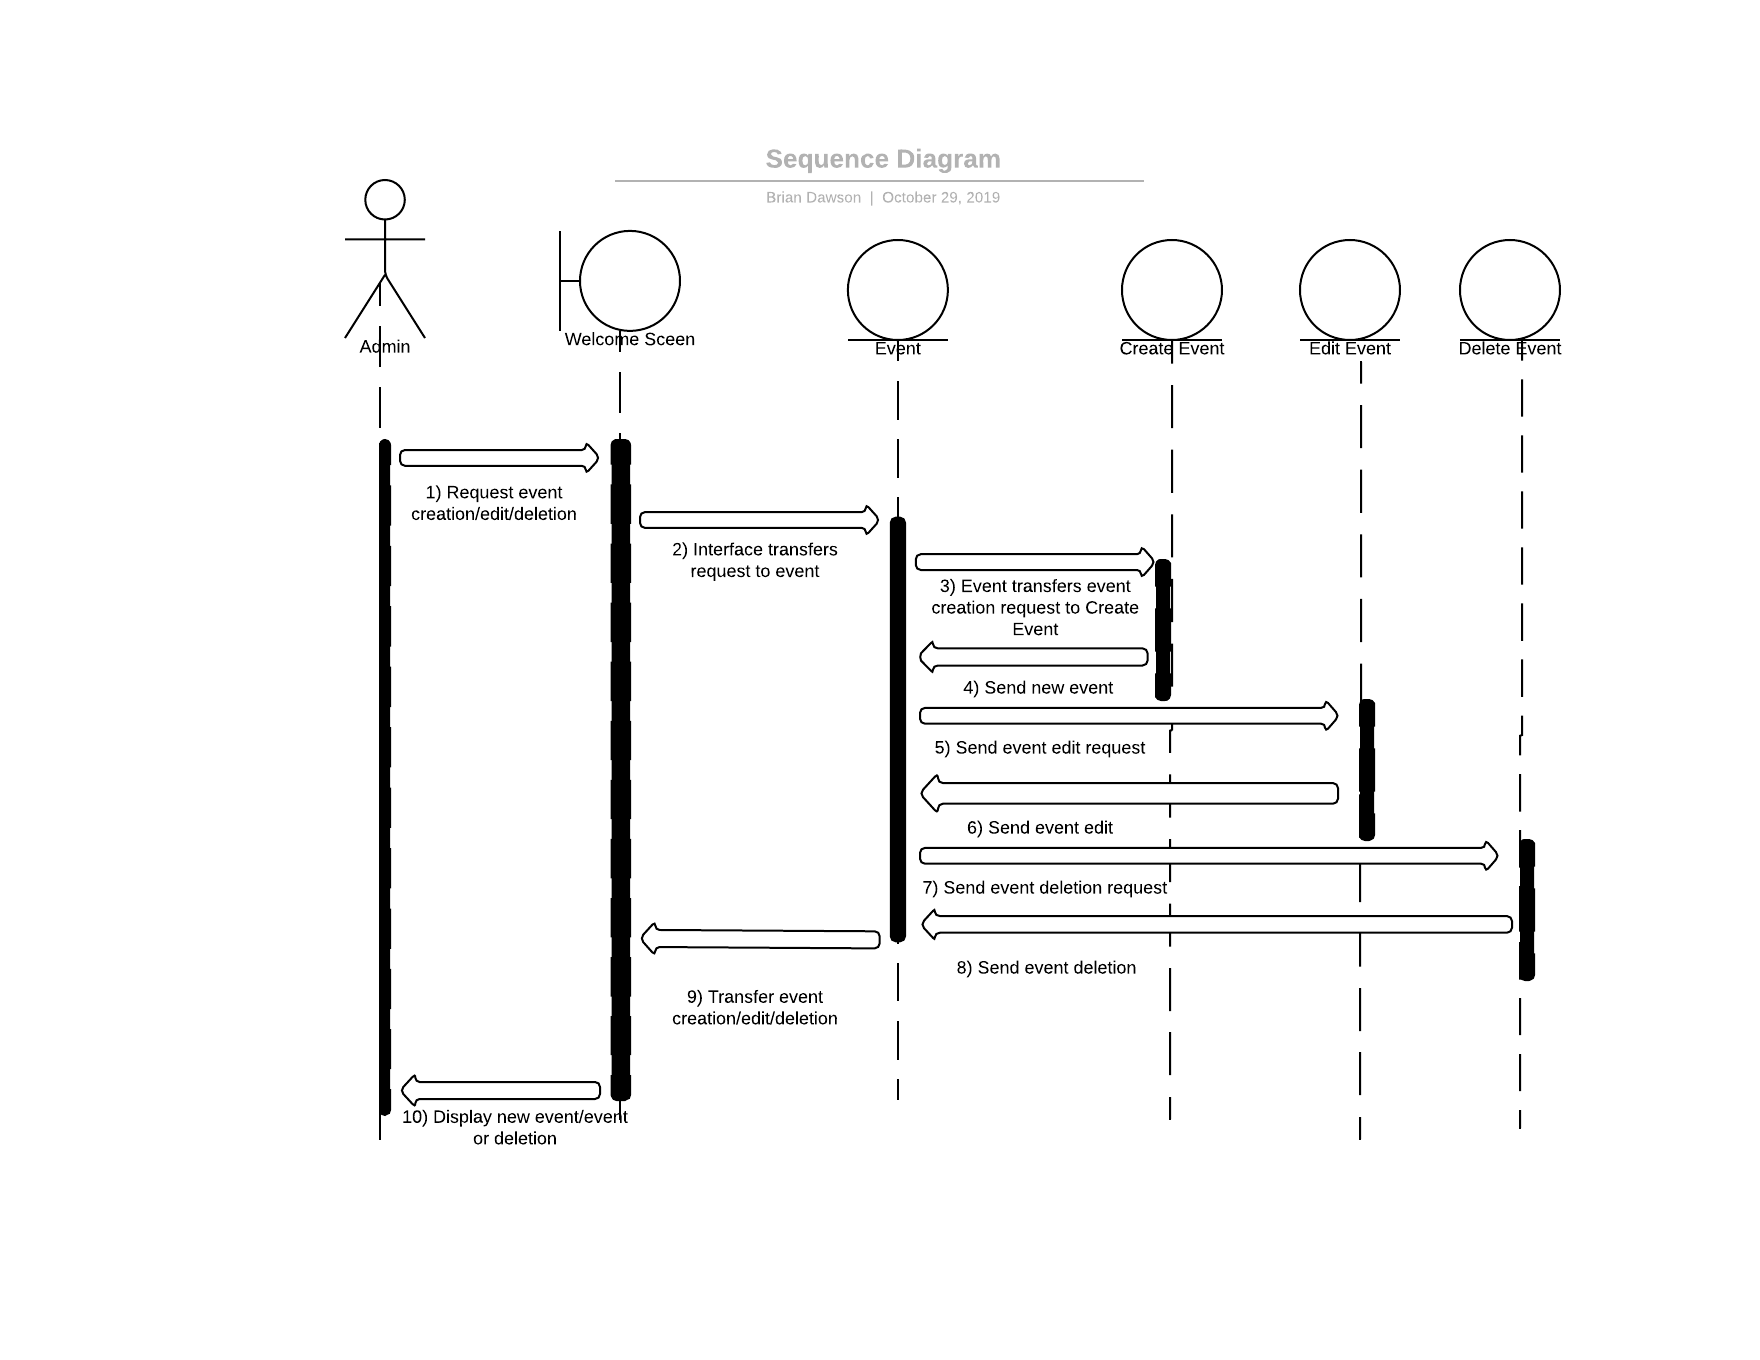 Sequence Diagram
Brian Dawson | October 29, 2019
Admin
Welcome Sceen
Event
Create Event
Edit Event
Delete Event
1) Request event
creation/edit/deletion
2) Interface transfers
request to event
3) Event transfers event
creation request to Create
Event
4) Send new event
5) Send event edit request
6) Send event edit
7) Send event deletion request
8) Send event deletion
9) Transfer event
creation/edit/deletion
10) Display new event/event
or deletion